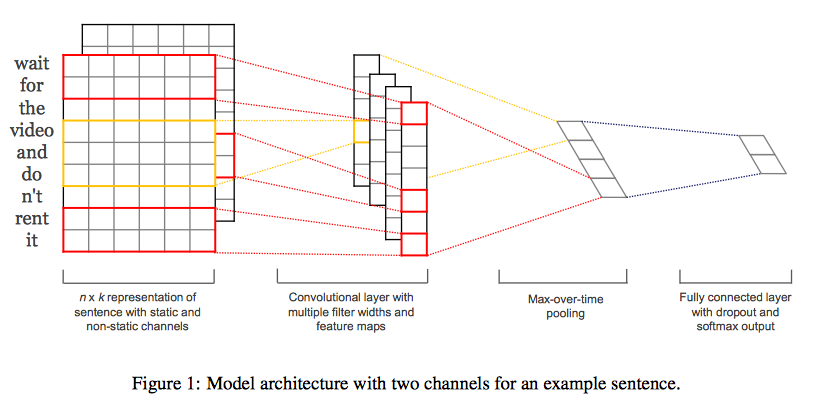 wait
for
the
video
and
do
n't
rent
it
n x k representation of
sentence with static and
non-static channels
Convolutional layer with
multiple filter widths and
feature maps
Max-over-time
pooling
Fully connected layer
with dropout and
softmax output
Figure 1: Model architecture with two channels for an example sentence.